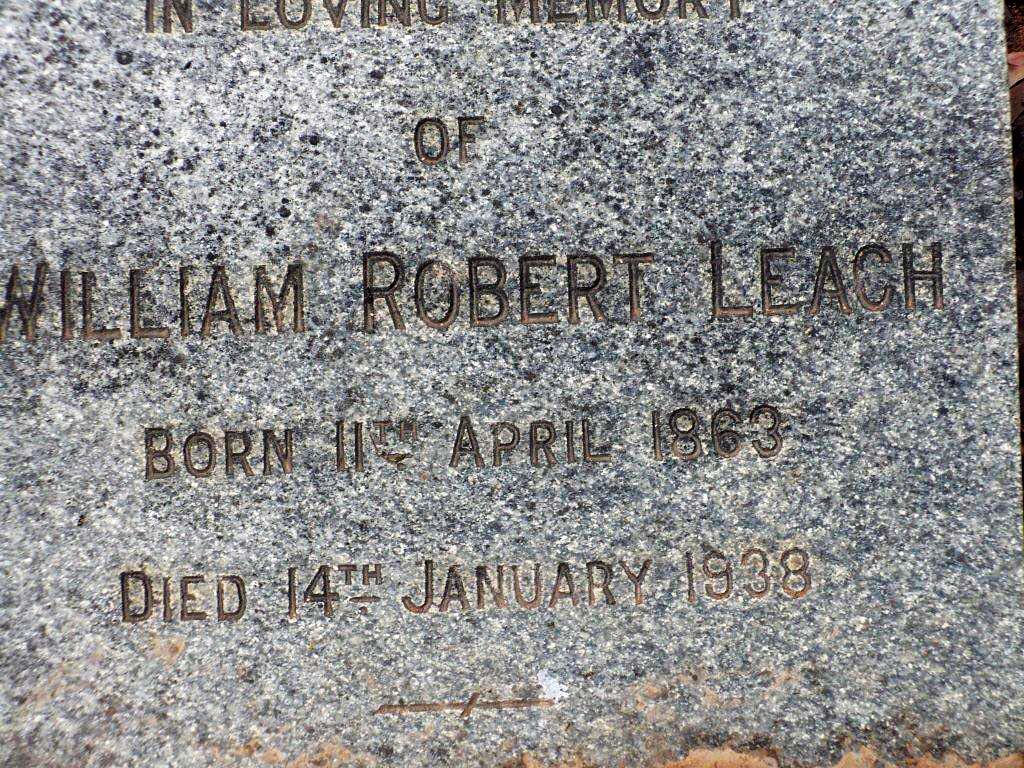 IN LOVING MEMORY
OF
WILLIAM ROBERT LEACH
BORN 11TH APRIL 1863
DIED 14TH JANUARY 1938